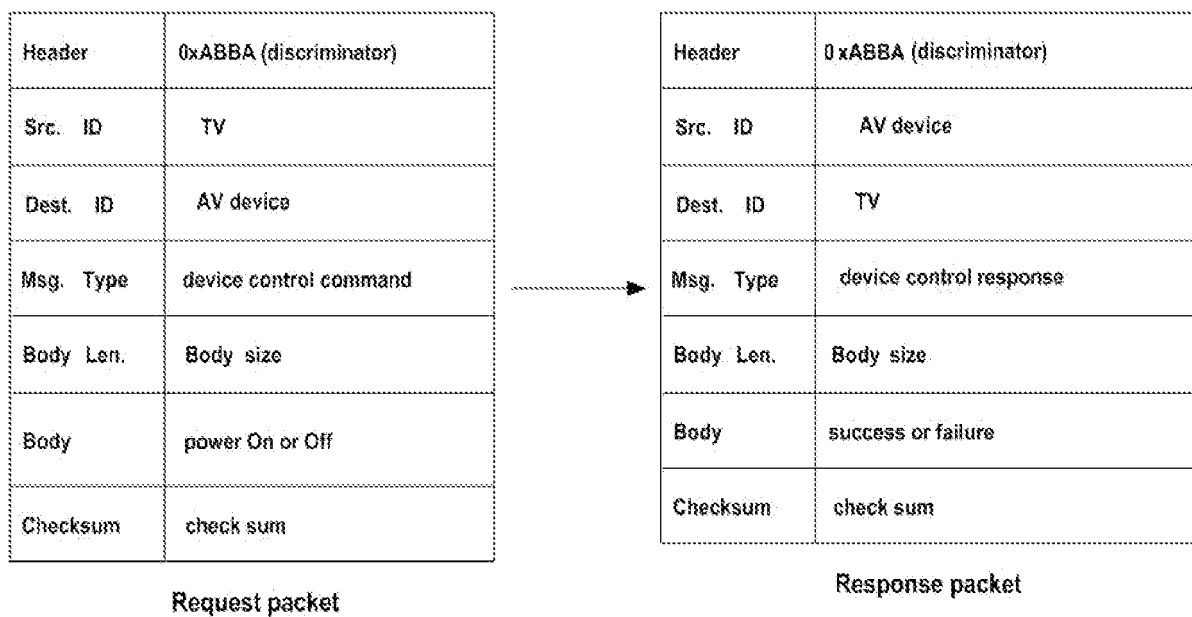 Header 0xABBA (discriminator)
Src. ID TV
Dest. ID AV device
Msg. Type device control command
Body Len. Body size
Body power On or Off
Checksum check sum
Request packet
Header 0xABBA (discriminator)
Src. ID AV device
Dest. ID TV
Msg. Type device control response
Body Len. Body size
Body success or failure
Checksum check sum
Response packet